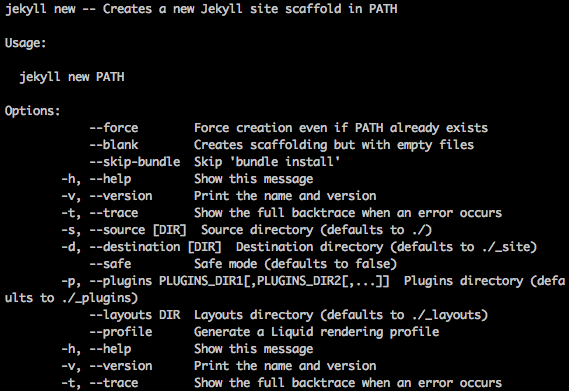 jekyll new -- Creates a new Jekyll site scaffold in PATH
Usage:
jekyll new PATH
Options:
--force Force creation even if PATH already exists
--blank Creates scaffolding but with empty files
--skip-bundle Skip 'bundle install'
-h, --help Show this message
-v, --version Print the name and version
-t, --trace Show the full backtrace when an error occurs
-s, --source [DIR] Source directory (defaults to ./)
-d, --destination [DIR] Destination directory (defaults to ./_site)
--safe Safe mode (defaults to false)
-p, --plugins PLUGINS_DIR1[,PLUGINS_DIR2[,...]] Plugins directory (defa
ults to ./_plugins)
--layouts DIR Layouts directory (defaults to ./_layouts)
--profile Generate a Liquid rendering profile
-h, --help Show this message
-v, --version Print the name and version
-t, --trace Show the full backtrace when an error occurs